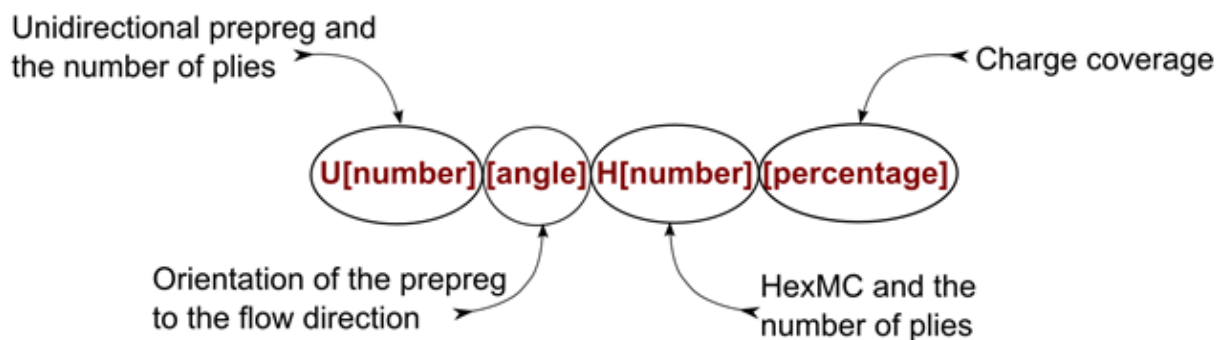 Unidirectional prepreg and
the number of plies
Charge coverage
U[number][angle]H[number][percentage]
Orientation of the prepreg
to the flow direction
HexMC and the
number of plies